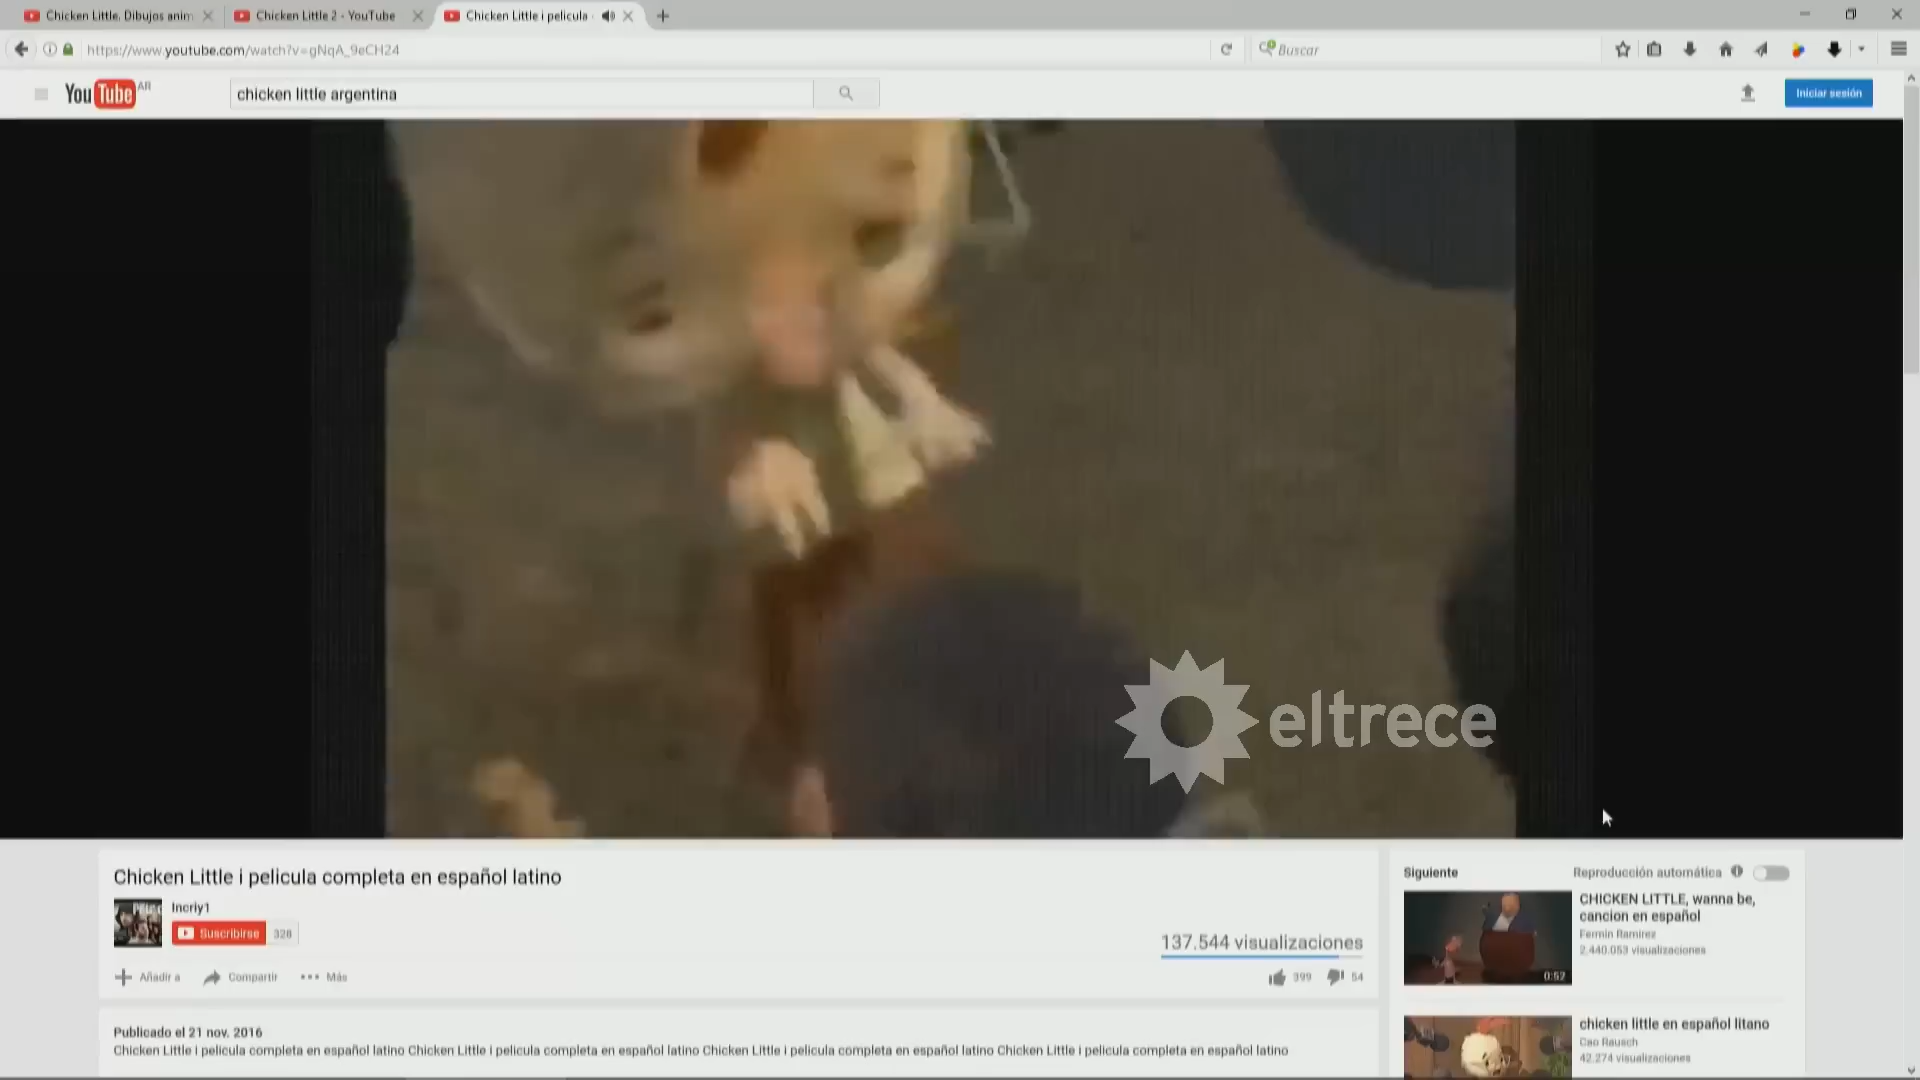 Chicken Little, Dibujos anim
Chicken Little 2 - YouTube
Chicken Little i pelicula
https://www.youtube.com/watch?v=gNqA_9eCH24
Buscar
YouTube AR
chicken little argentina
Iniciar sesión
eltrece
Chicken Little i pelicula completa en español latino
Incriy1
Suscribirse 328
137.544 visualizaciones
Añadir a Compartir Más
399 54
Publicado el 21 nov. 2016
Chicken Little i pelicula completa en español latino Chicken Little i pelicula completa en español latino Chicken Little i pelicula completa en español latino Chicken Little i pelicula completa en español latino
Siguiente
Reproducción automática
CHICKEN LITTLE, wanna be,
cancion en español
Fermin Ramirez
2.440.053 visualizaciones
0:52
chicken little en español litano
Cao Rausch
42.274 visualizaciones